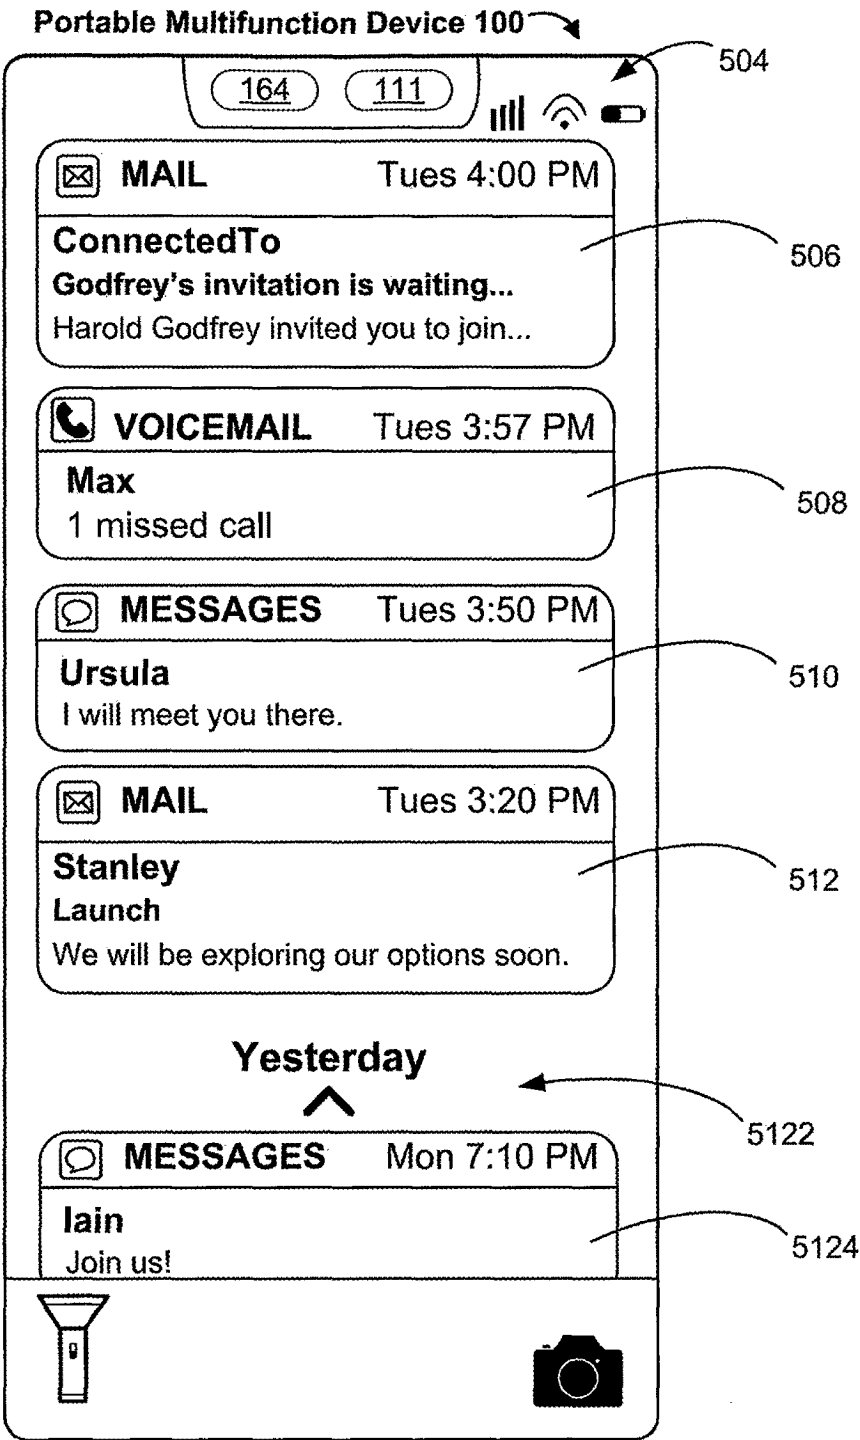 Portable Multifunction Device 100
504
164 111
MAIL Tues 4:00 PM
ConnectedTo
506
Godfrey's invitation is waiting...
Harold Godfrey invited you to join...
VOICEMAIL Tues 3:57 PM
Max
508
1 missed call
MESSAGES Tues 3:50 PM
Ursula
510
I will meet you there.
MAIL Tues 3:20 PM
Stanley
512
Launch
We will be exploring our options soon.
Yesterday
5122
MESSAGES Mon 7:10 PM
Iain
5124
Join us!